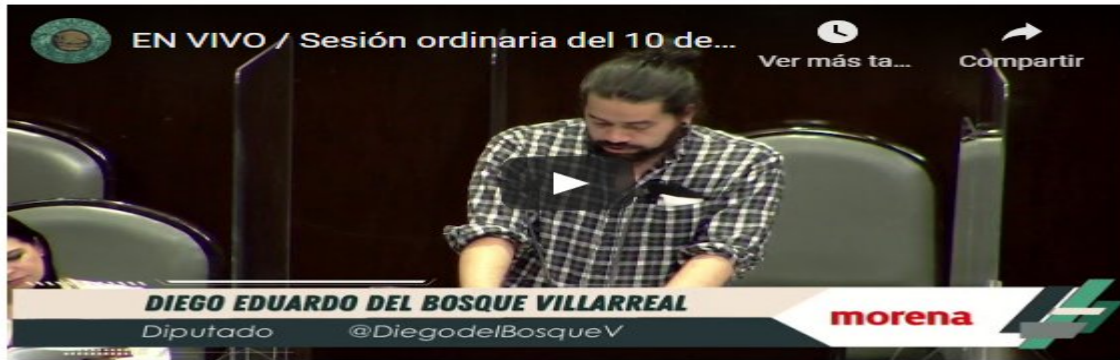 EN VIVO / Sesión ordinaria del 10 de...
Ver más ta...
Compartir
DIEGO EDUARDO DEL BOSQUE VILLARREAL
Diputado @DiegodelBosqueV
morena